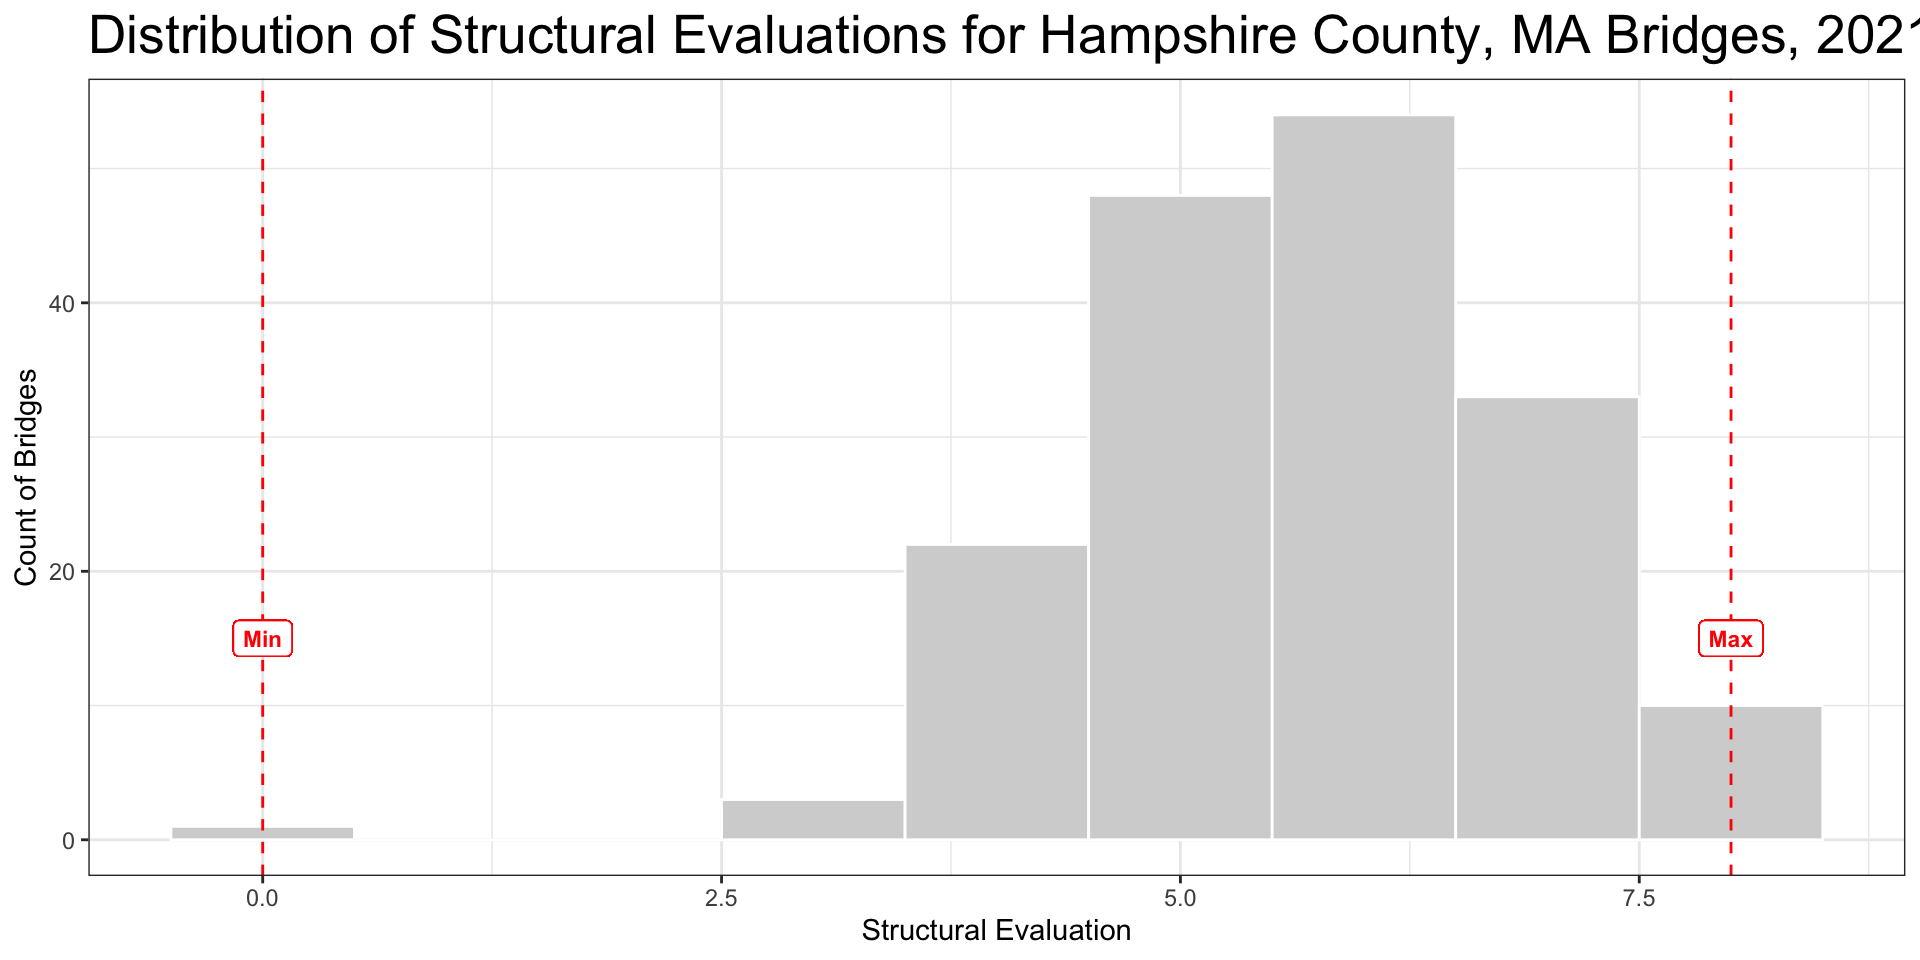 Distribution of Structural Evaluations for Hampshire County, MA Bridges, 2021
Count of Bridges
40
20
0
Min
Max
0.0 2.5 5.0 7.5
Structural Evaluation